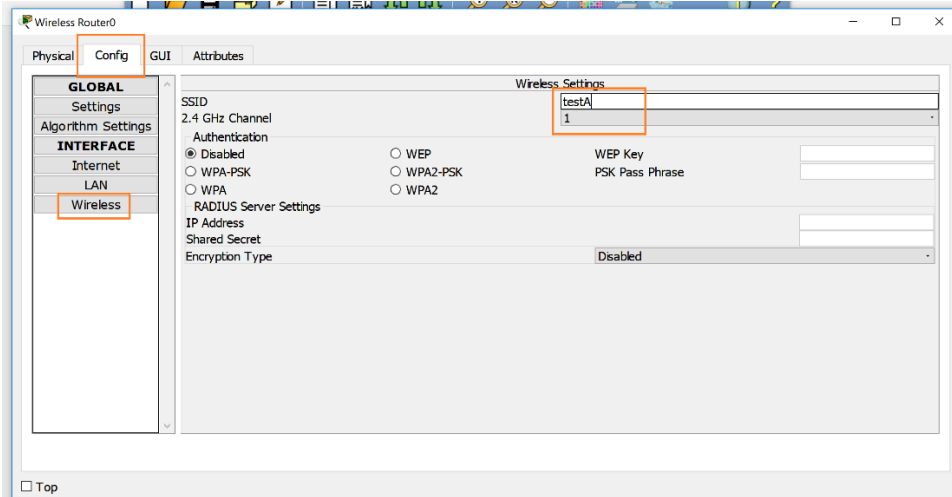 Wireless Router0
Physical Config GUI Attributes
GLOBAL
Settings
Algorithm Settings
INTERFACE
Internet
LAN
Wireless
Wireless Settings
SSID testA
2.4 GHz Channel 1
Authentication
Disabled WEP WEP Key
WPA-PSK WPA2-PSK PSK Pass Phrase
WPA WPA2
RADIUS Server Settings
IP Address
Shared Secret
Encryption Type Disabled
Top